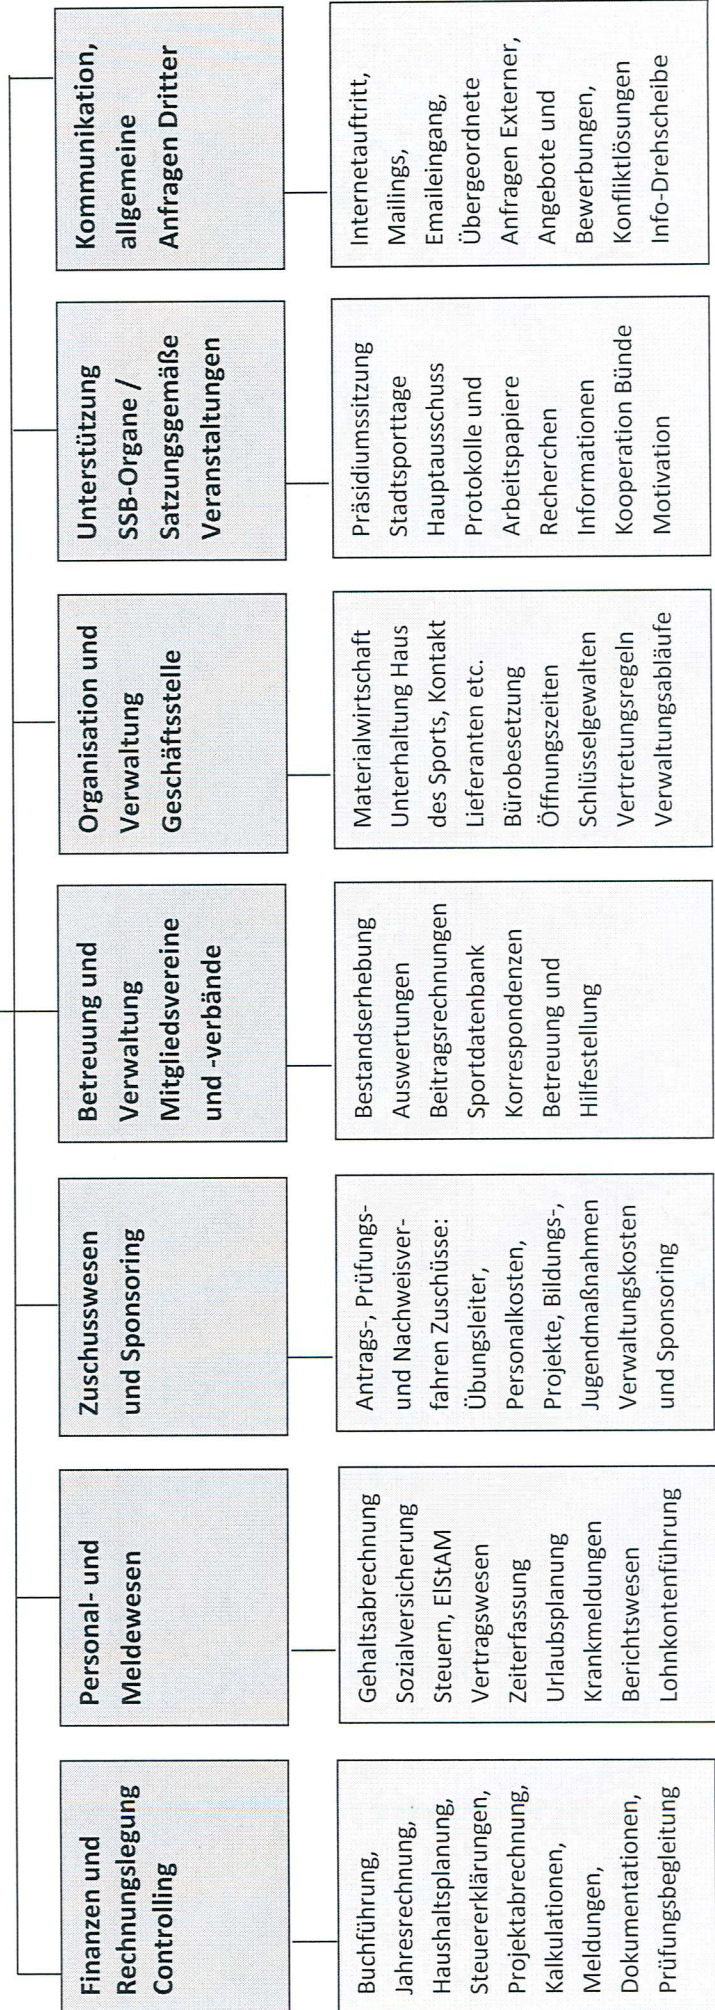 Finanzen und
Rechnungslegung
Controlling
Buchführung,
Jahresrechnung,
Haushaltsplanung,
Steuererklärungen,
Projektabrechnung,
Kalkulationen,
Meldungen,
Dokumentationen,
Prüfungsbegleitung
Personal- und
Meldewesen
Gehaltsabrechnung
Sozialversicherung
Steuern, ElStAM
Vertragswesen
Zeiterfassung
Urlaubsplanung
Krankmeldungen
Berichtswesen
Lohnkontenführung
Zuschusswesen
und Sponsoring
Antrags-, Prüfungs-
und Nachweisver-
fahren Zuschüsse:
Übungsleiter,
Personalkosten,
Projekte, Bildungs-,
Jugendmaßnahmen
Verwaltungskosten
und Sponsoring
Betreuung und
Verwaltung
Mitgliedsvereine
und -verbände
Bestandserhebung
Auswertungen
Beitragsrechnungen
Sportdatenbank
Korrespondenzen
Betreuung und
Hilfestellung
Organisation und
Verwaltung
Geschäftsstelle
Materialwirtschaft
Unterhaltung Haus
des Sports, Kontakt
Lieferanten etc.
Bürobesetzung
Öffnungszeiten
Schlüsselgewalten
Vertretungsregeln
Verwaltungsabläufe
Unterstützung
SSB-Organe /
Satzungsgemäße
Veranstaltungen
Präsidiumssitzung
Stadtsporttage
Hauptausschuss
Protokolle und
Arbeitspapiere
Recherchen
Informationen
Kooperation Bünde
Motivation
Kommunikation,
allgemeine
Anfragen Dritter
Internetauftritt,
Mailings,
Emaileingang,
Übergeordnete
Anfragen Externer,
Angebote und
Bewerbungen,
Konfliktlösungen
Info-Drehscheibe